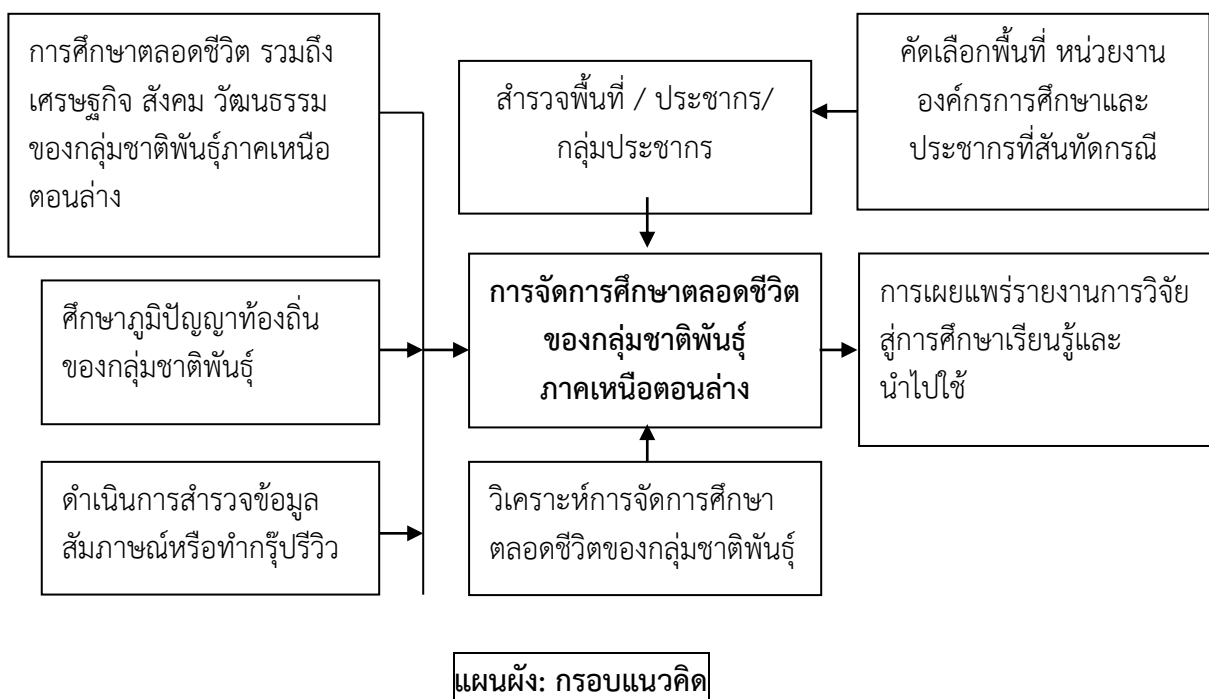 การศึกษาตลอดชีวิต รวมถึง
เศรษฐกิจ สังคม วัฒนธรรม
ของกลุ่มชาติพันธุ์ภาคเหนือ
ตอนล่าง
สำรวจพื้นที่ / ประชากร/
กลุ่มประชากร
คัดเลือกพื้นที่ หน่วยงาน
องค์กรการศึกษาและ
ประชากรที่สันทัดกรณี
ศึกษาภูมิปัญญาท้องถิ่น
ของกลุ่มชาติพันธุ์
การจัดการศึกษาตลอดชีวิต
ของกลุ่มชาติพันธุ์
ภาคเหนือตอนล่าง
การเผยแพร่รายงานการวิจัย
สู่การศึกษาเรียนรู้และ
นำไปใช้
ดำเนินการสำรวจข้อมูล
สัมภาษณ์หรือทำกรุ๊ปรีวิว
วิเคราะห์การจัดการศึกษา
ตลอดชีวิตของกลุ่มชาติพันธุ์
แผนผัง: กรอบแนวคิด